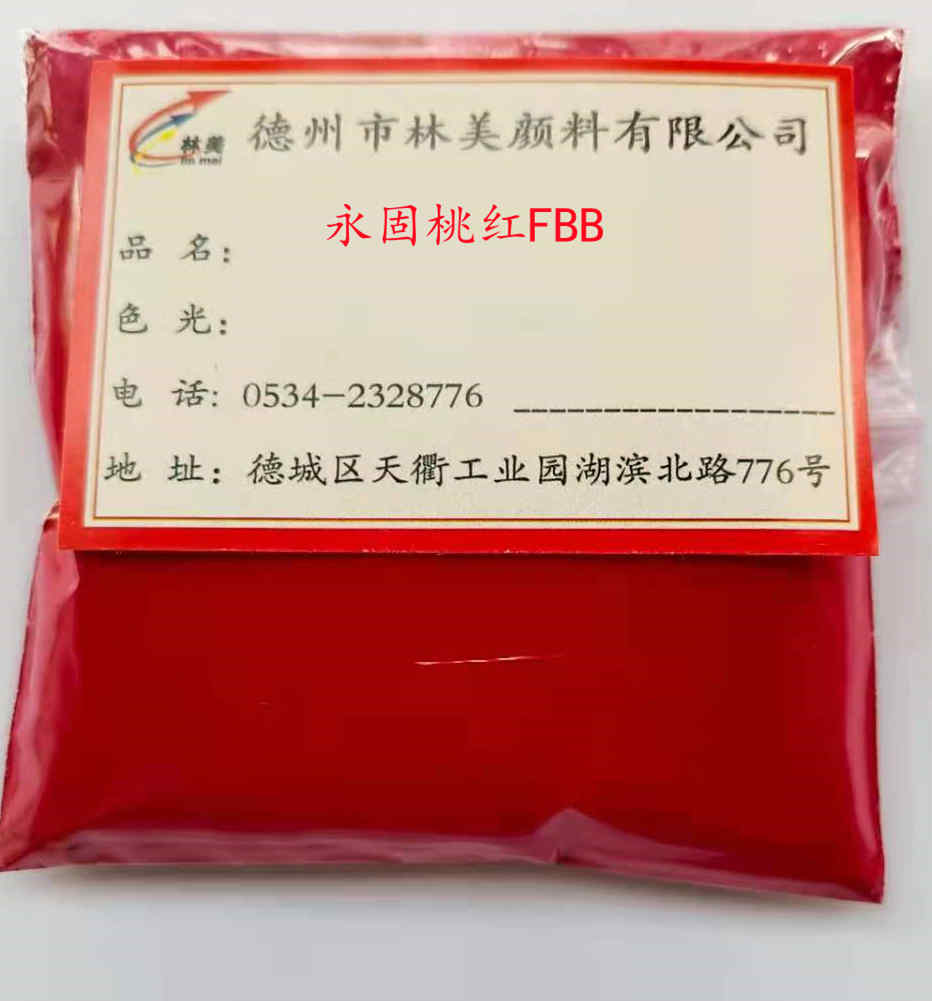 林美
lin mei
德州市林美颜料有限公司
永固桃红FBB
品 名：
色 光：
电 话: 0534-2328776
地 址：德城区天衢工业园湖滨北路776号